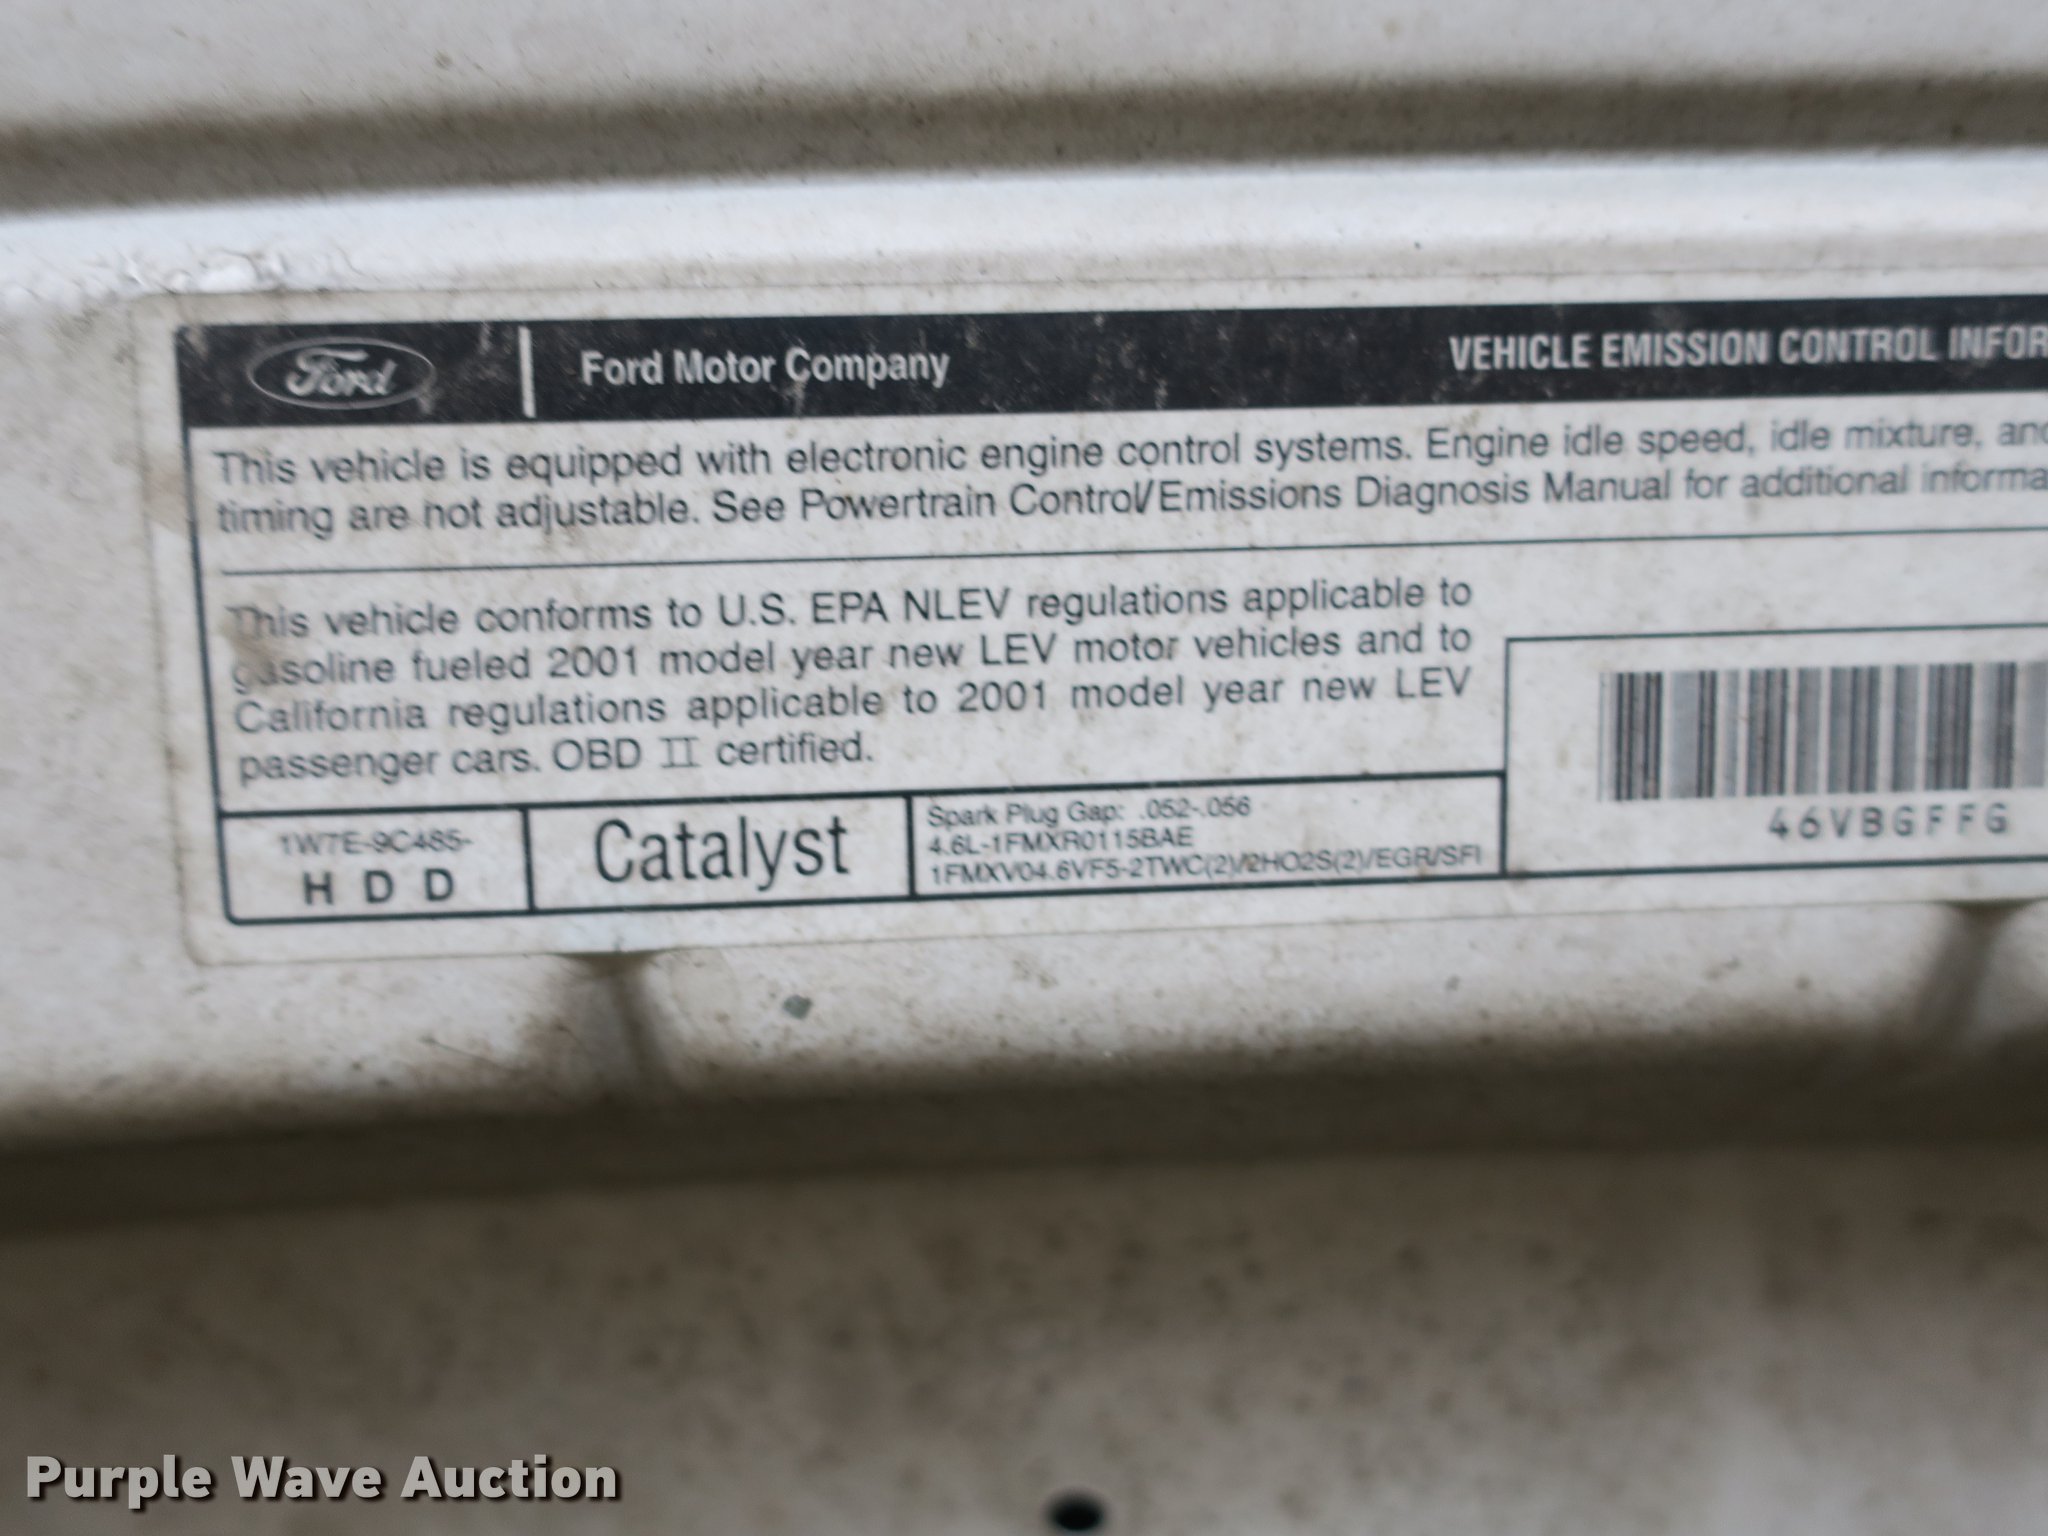 Ford
Ford Motor Company
VEHICLE EMISSION CONTROL INFOR
This vehicle is equipped with electronic engine control systems. Engine idle speed, idle mixture, and
timing are not adjustable. See Powertrain Control/Emissions Diagnosis Manual for additional informa
This vehicle conforms to U.S. EPA NLEV regulations applicable to
gasoline fueled 2001 model year new LEV motor vehicles and to
California regulations applicable to 2001 model year new LEV
passenger cars. OBD II certified.
1W7E-9C485-
H D D
Catalyst
Spark Plug Gap: .052-.056
4.6L-1FMXR0115BAE
1FMXV04.6VF5-2TWC(2)/2HO2S(2)/EGR/SFI
46VBGFFG
Purple Wave Auction